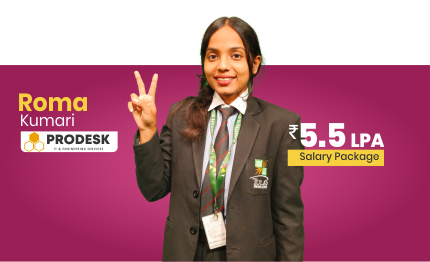 Roma
Kumari
PRODESK
IT & ENGINEERING SERVICES
₹5.5 LPA
Salary Package